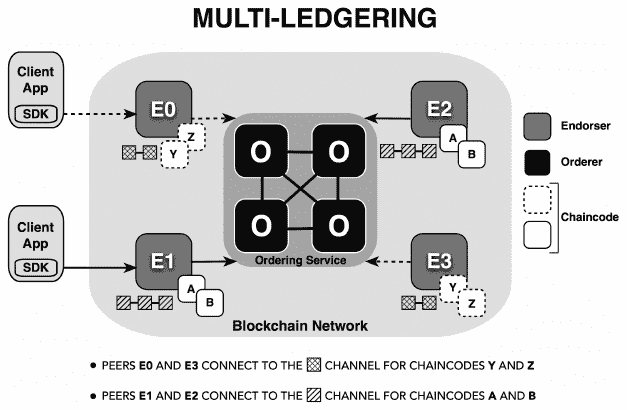 MULTI-LEDGERING
Client
App
SDK
E0
Z
Y
E2
A
B
O O
O O
Ordering Service
Client
App
SDK
E1
A
B
E3
Y
Z
Blockchain Network
Endorser
Orderer
Chaincode
• PEERS E0 AND E3 CONNECT TO THE CHANNEL FOR CHAINCODES Y AND Z
• PEERS E1 AND E2 CONNECT TO THE CHANNEL FOR CHAINCODES A AND B